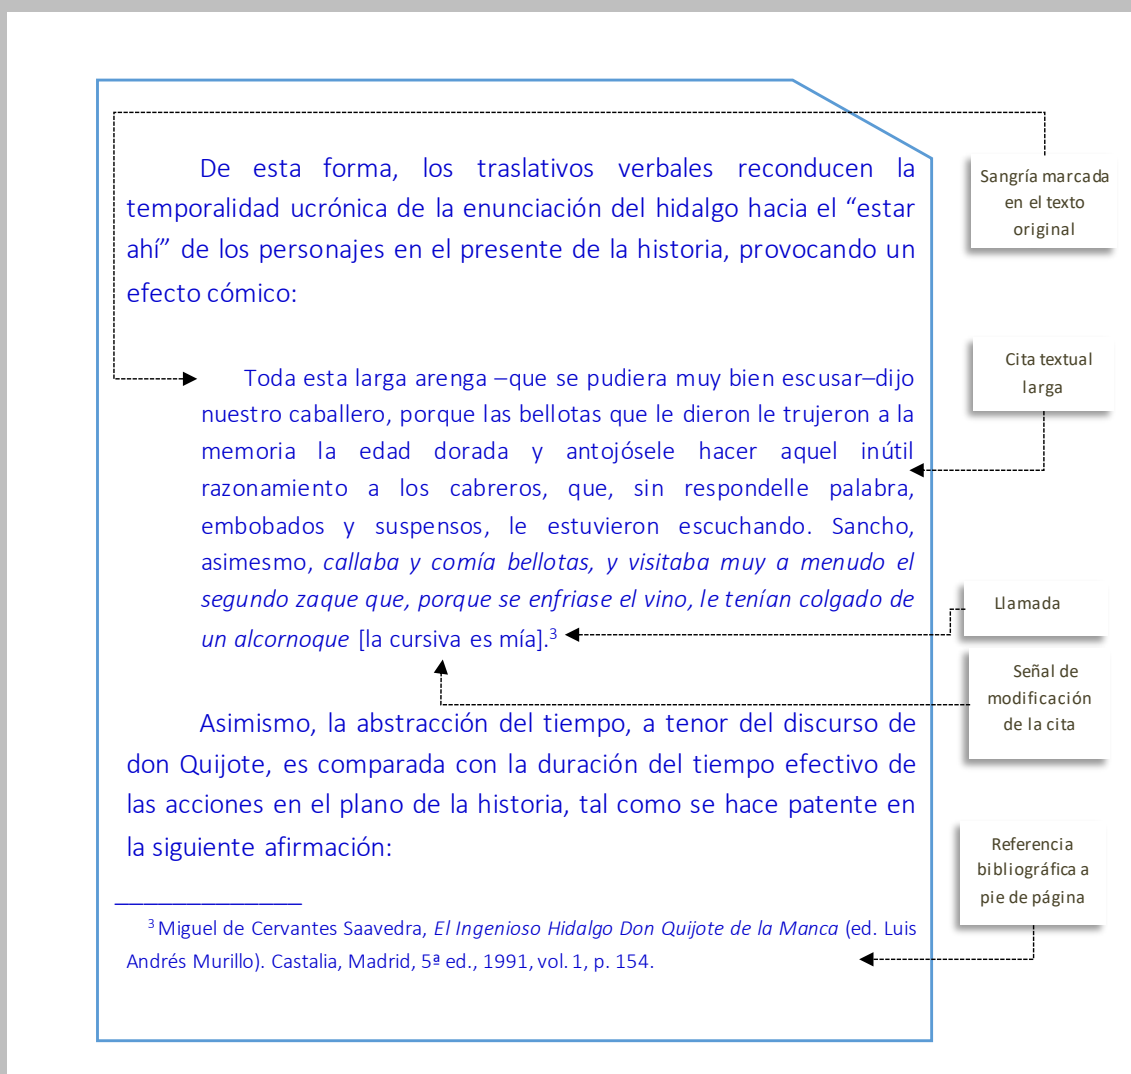 De esta forma, los traslativos verbales reconducen la
temporalidad ucrónica de la enunciación del hidalgo hacia el “estar
ahí” de los personajes en el presente de la historia, provocando un
efecto cómico:
Toda esta larga arenga –que se pudiera muy bien escusar–dijo
nuestro caballero, porque las bellotas que le dieron le trujeron a la
memoria la edad dorada y antojósele hacer aquel inútil
razonamiento a los cabreros, que, sin respondelle palabra,
embobados y suspensos, le estuvieron escuchando. Sancho,
asimesmo, callaba y comía bellotas, y visitaba muy a menudo el
segundo zaque que, porque se enfriase el vino, le tenían colgado de
un alcornoque [la cursiva es mía].³
Asimismo, la abstracción del tiempo, a tenor del discurso de
don Quijote, es comparada con la duración del tiempo efectivo de
las acciones en el plano de la historia, tal como se hace patente en
la siguiente afirmación:
³ Miguel de Cervantes Saavedra, El Ingenioso Hidalgo Don Quijote de la Manca (ed. Luis
Andrés Murillo). Castalia, Madrid, 5ª ed., 1991, vol. 1, p. 154.
Sangría marcada
en el texto
original
Cita textual
larga
Llamada
Señal de
modificación
de la cita
Referencia
bibliográfica a
pie de página